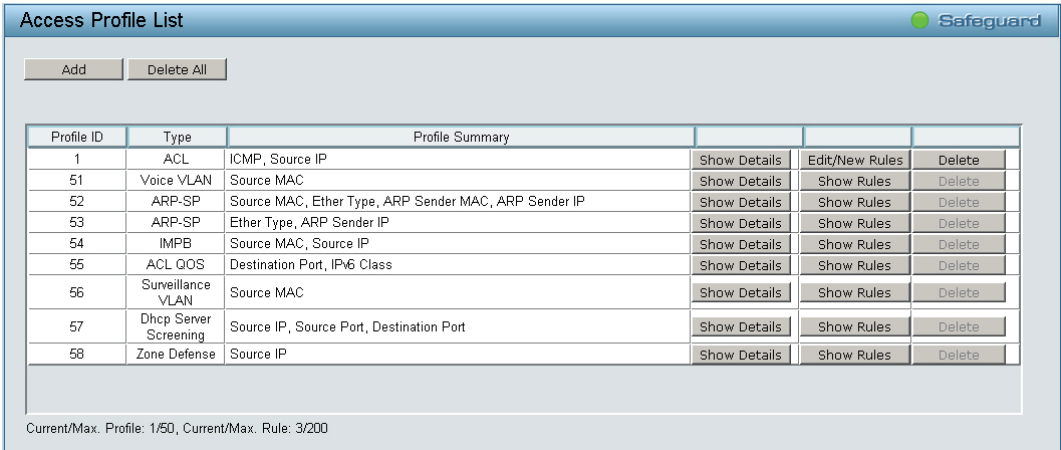 Access Profile List Safeguard
Add Delete All
Profile ID Type Profile Summary
1 ACL ICMP, Source IP Show Details Edit/New Rules Delete
51 Voice VLAN Source MAC Show Details Show Rules Delete
52 ARP-SP Source MAC, Ether Type, ARP Sender MAC, ARP Sender IP Show Details Show Rules Delete
53 ARP-SP Ether Type, ARP Sender IP Show Details Show Rules Delete
54 IMPB Source MAC, Source IP Show Details Show Rules Delete
55 ACL QOS Destination Port, IPv6 Class Show Details Show Rules Delete
56 Surveillance VLAN Source MAC Show Details Show Rules Delete
57 Dhcp Server Screening Source IP, Source Port, Destination Port Show Details Show Rules Delete
58 Zone Defense Source IP Show Details Show Rules Delete
Current/Max. Profile: 1/50, Current/Max. Rule: 3/200